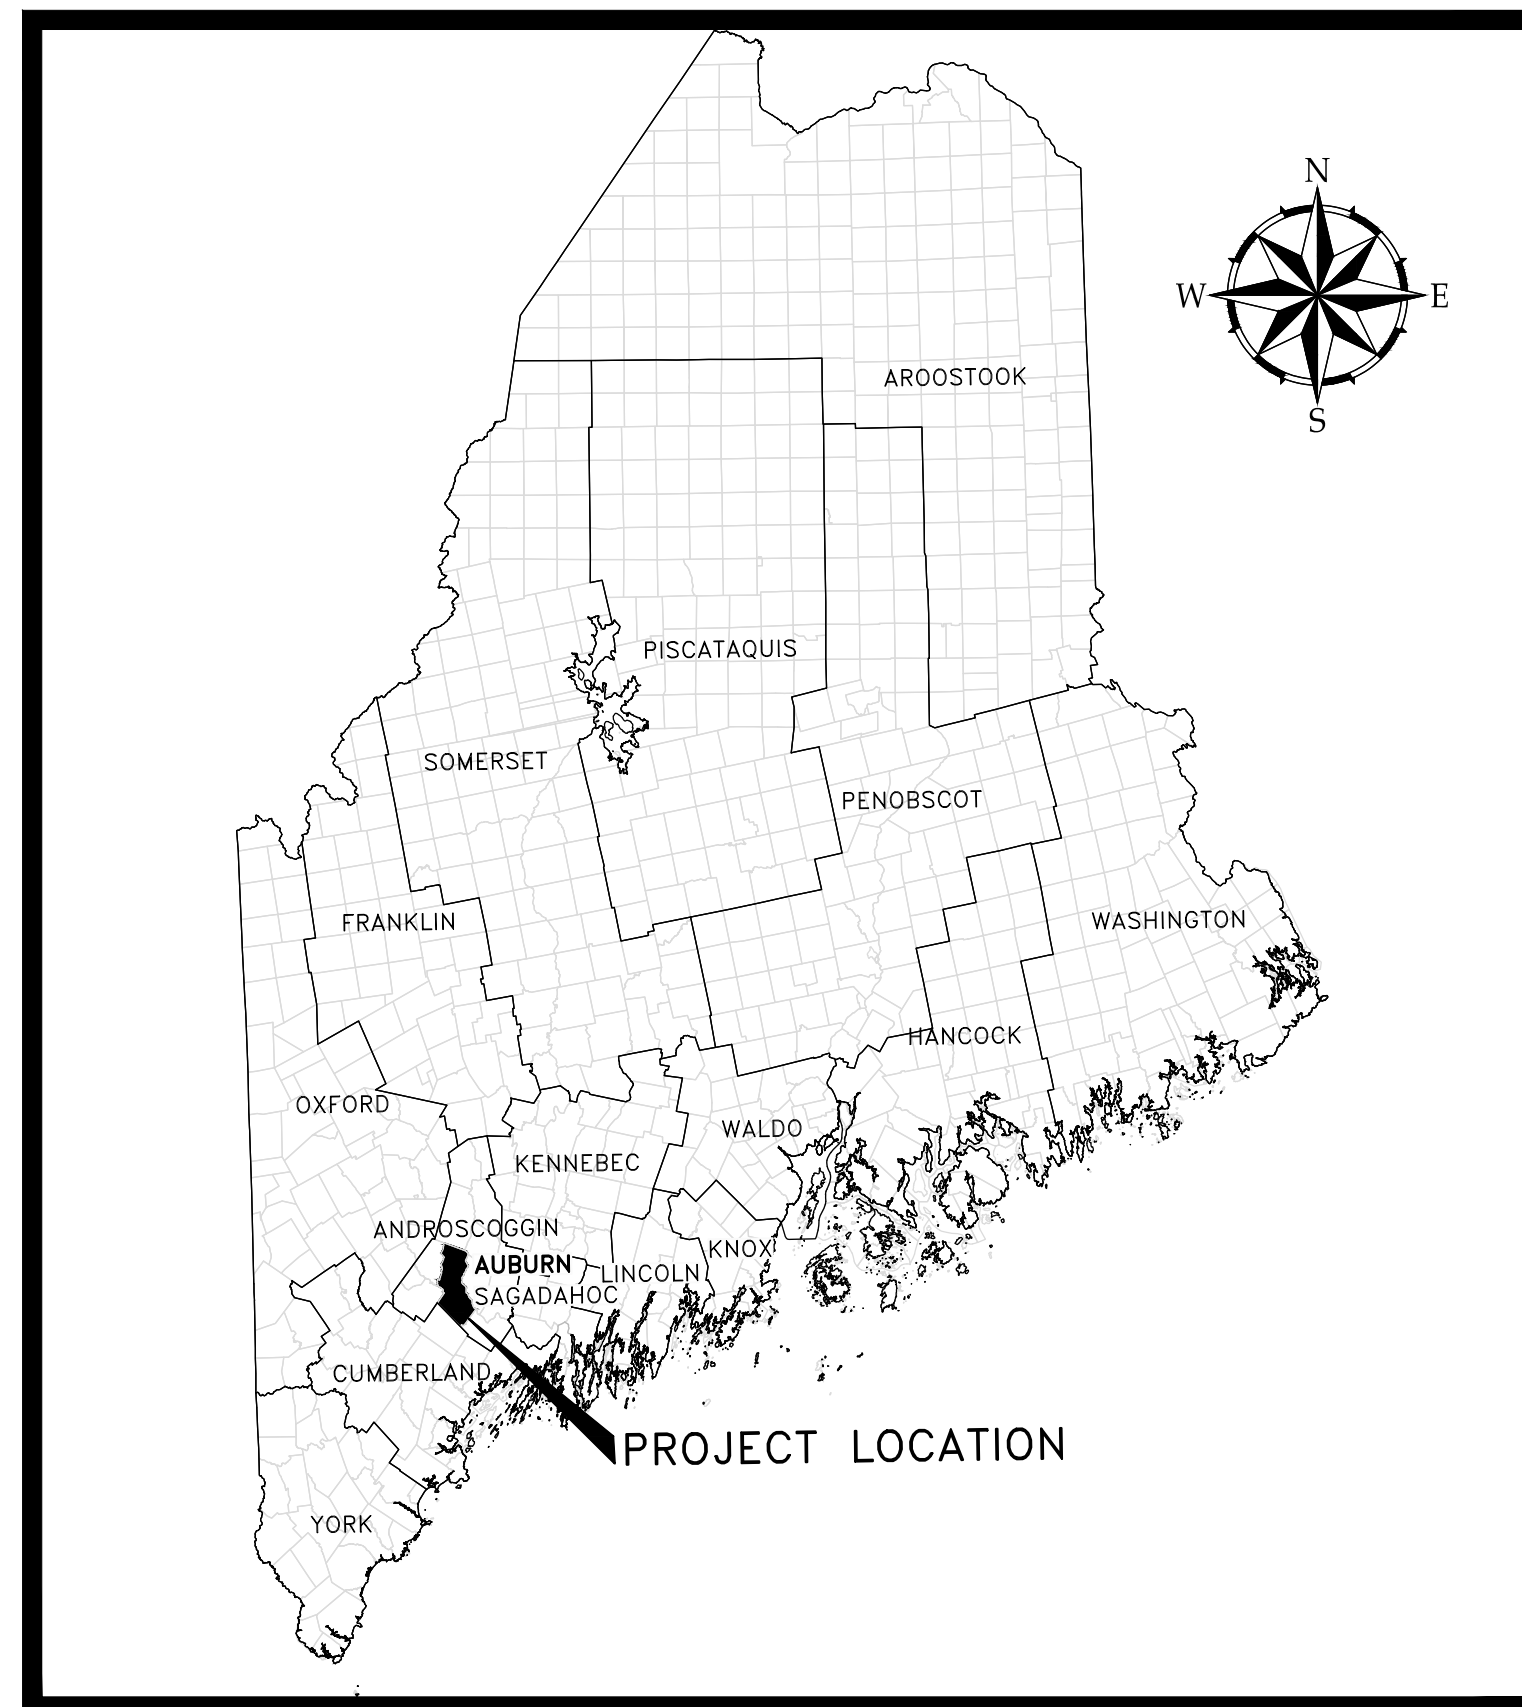 N
W E
S
AROOSTOOK
PISCATAQUIS
SOMERSET
PENOBSCOT
FRANKLIN
WASHINGTON
HANCOCK
OXFORD
WALDO
KENNEBEC
ANDROSCOGGIN
KNOX
AUBURN
LINCOLN
SAGADAHOC
CUMBERLAND
PROJECT LOCATION
YORK